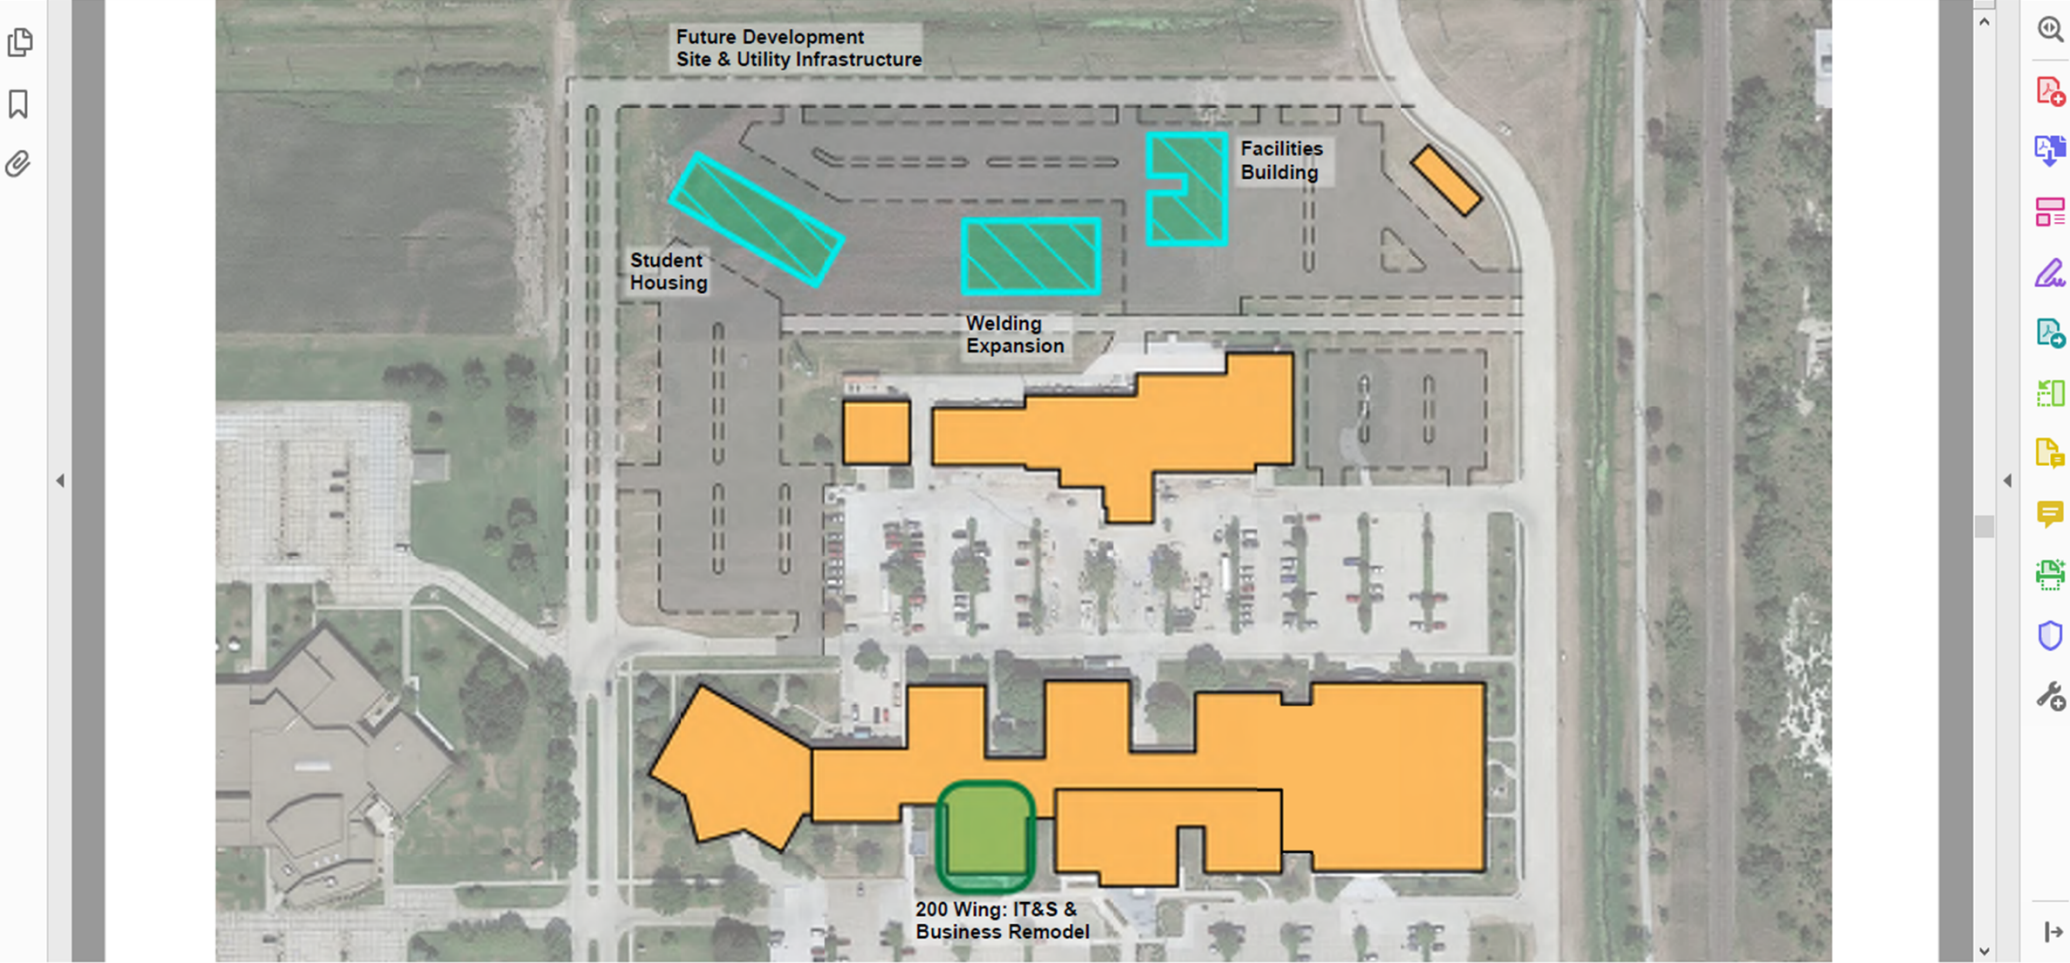 Future Development
Site & Utility Infrastructure
Facilities
Building
Student
Housing
Welding
Expansion
200 Wing: IT&S &
Business Remodel